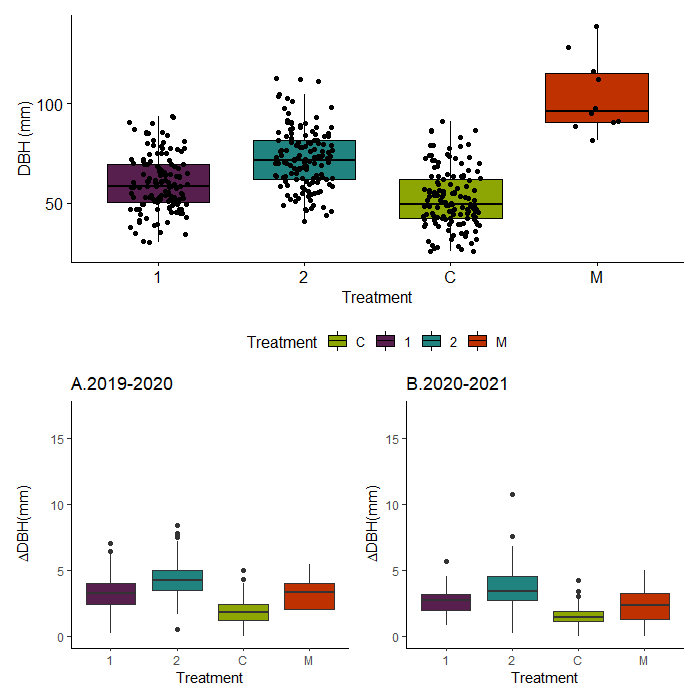 DBH (mm)
100
50
1 2 C M
Treatment
Treatment C 1 2 M
A.2019-2020 B.2020-2021
ΔDBH(mm) ΔDBH(mm)
15 15
10 10
5 5
0 0
1 2 C M 1 2 C M
Treatment Treatment